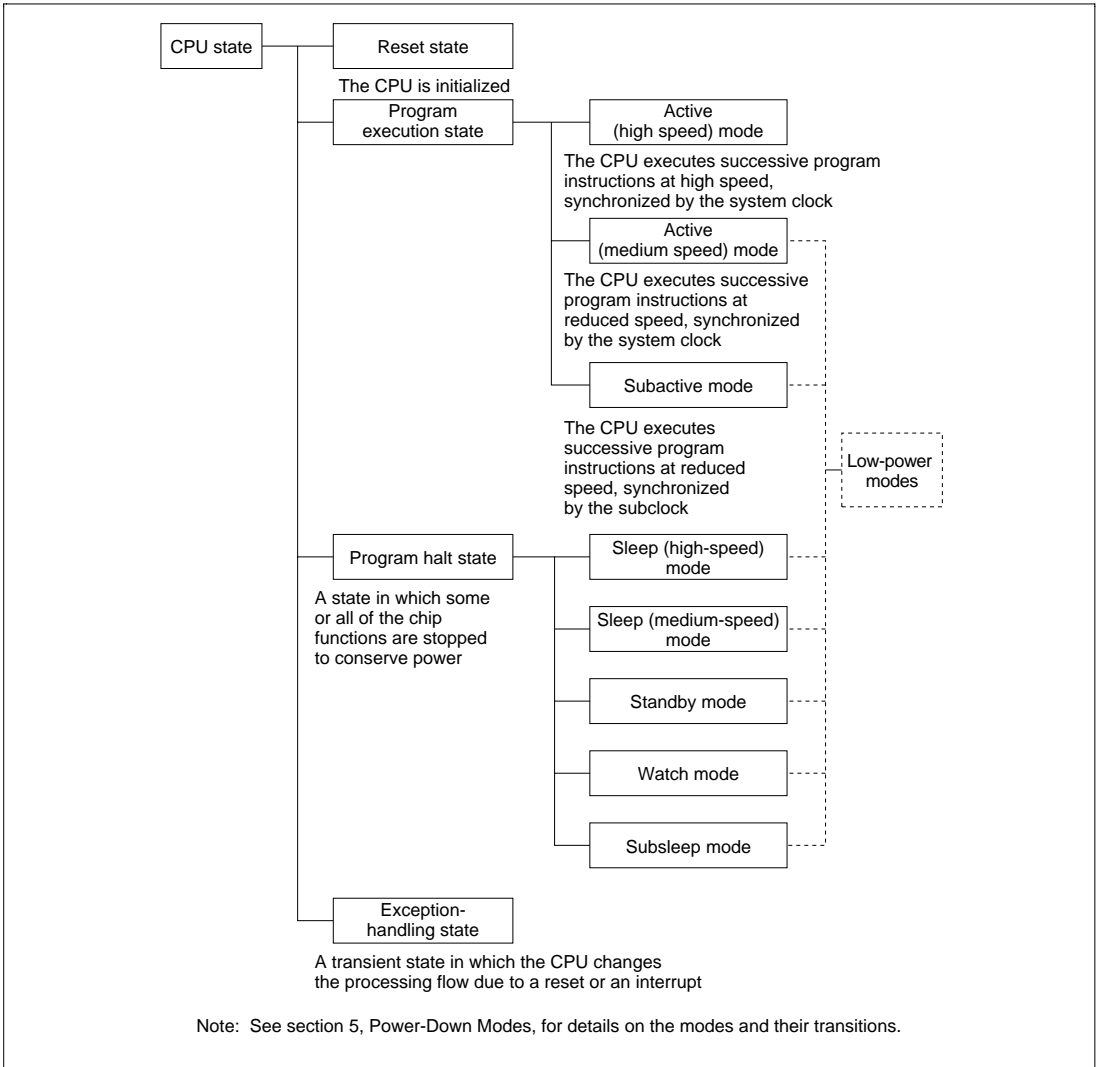 CPU state
Reset state
The CPU is initialized
Program
execution state
Active
(high speed) mode
The CPU executes successive program
instructions at high speed,
synchronized by the system clock
Active
(medium speed) mode
The CPU executes successive
program instructions at
reduced speed, synchronized
by the system clock
Subactive mode
The CPU executes
successive program
instructions at reduced
speed, synchronized
by the subclock
Low-power
modes
Program halt state
A state in which some
or all of the chip
functions are stopped
to conserve power
Sleep (high-speed)
mode
Sleep (medium-speed)
mode
Standby mode
Watch mode
Subsleep mode
Exception-
handling state
A transient state in which the CPU changes
the processing flow due to a reset or an interrupt
Note: See section 5, Power-Down Modes, for details on the modes and their transitions.